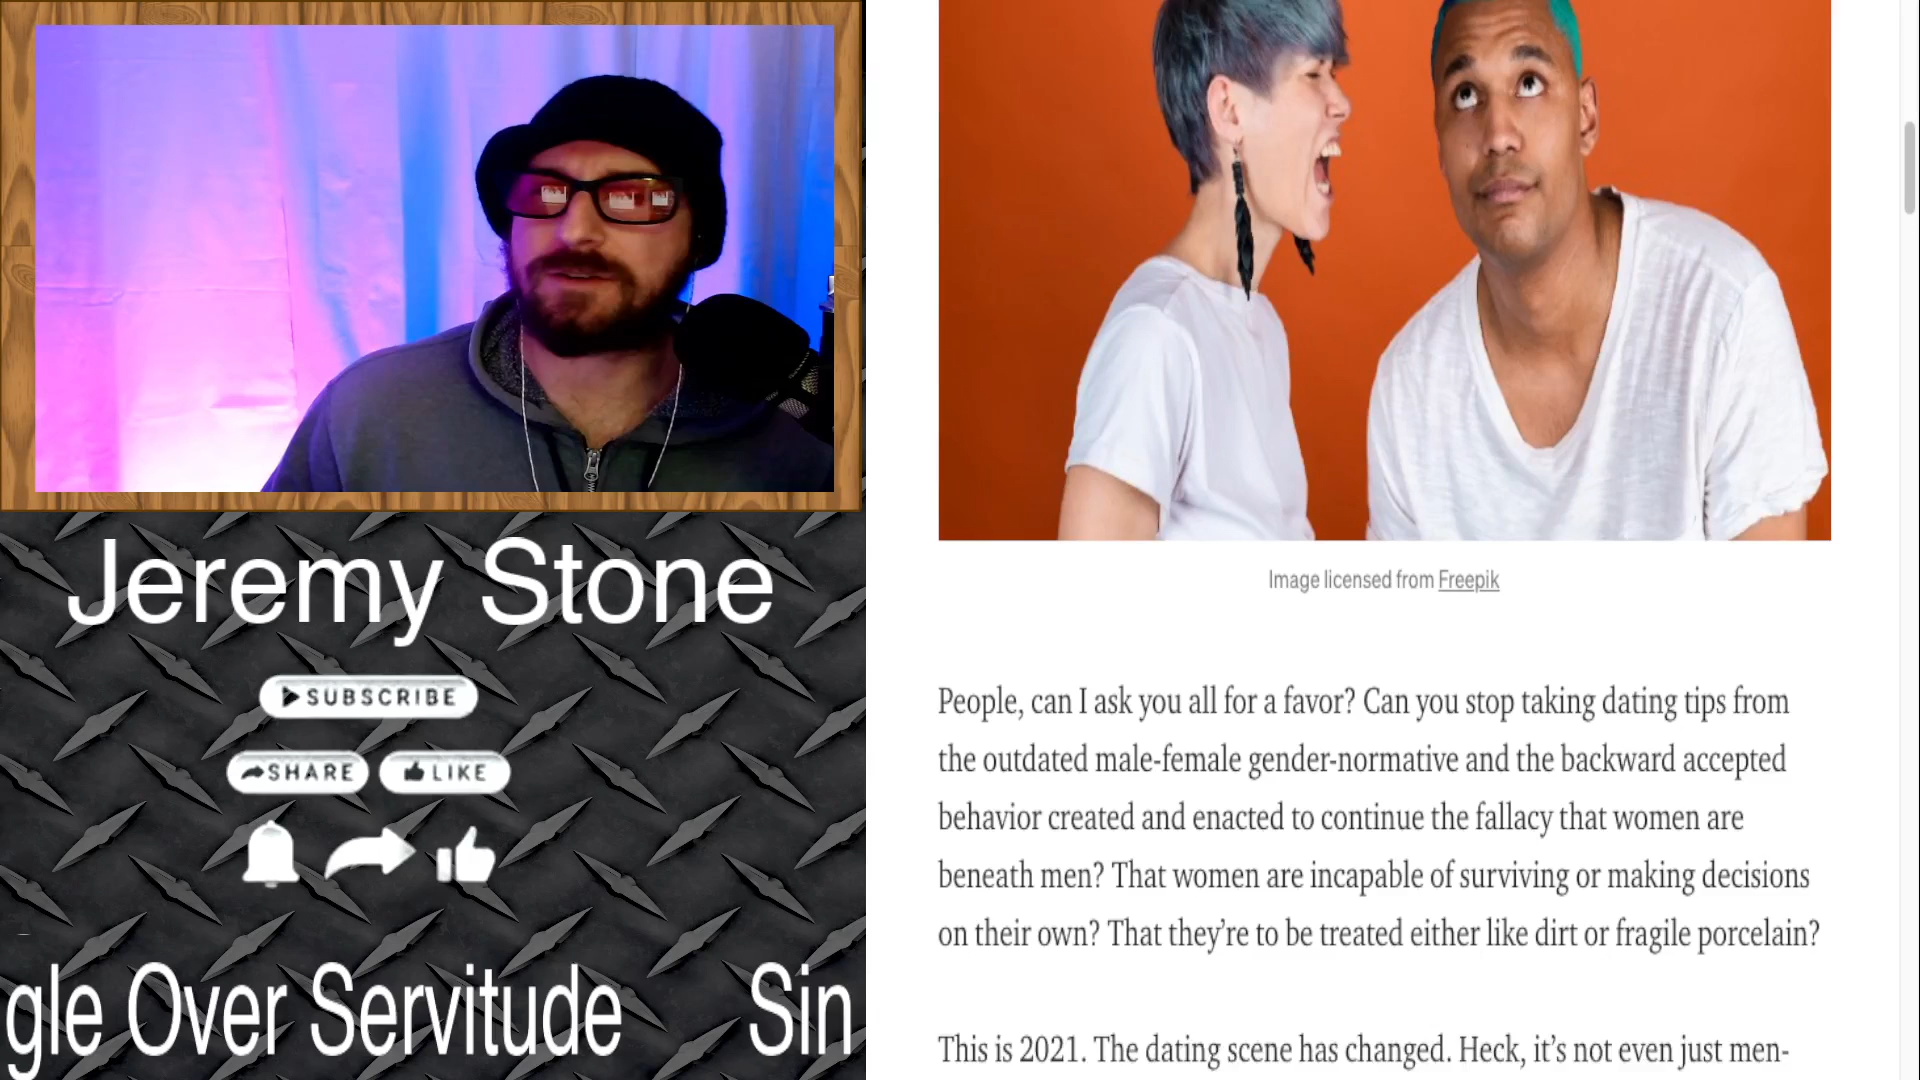 Jeremy Stone
SUBSCRIBE
SHARE
LIKE
gle Over Servitude Sin
Image licensed from Freepik
People, can I ask you all for a favor? Can you stop taking dating tips from
the outdated male-female gender-normative and the backward accepted
behavior created and enacted to continue the fallacy that women are
beneath men? That women are incapable of surviving or making decisions
on their own? That they’re to be treated either like dirt or fragile porcelain?
This is 2021. The dating scene has changed. Heck, it’s not even just men-